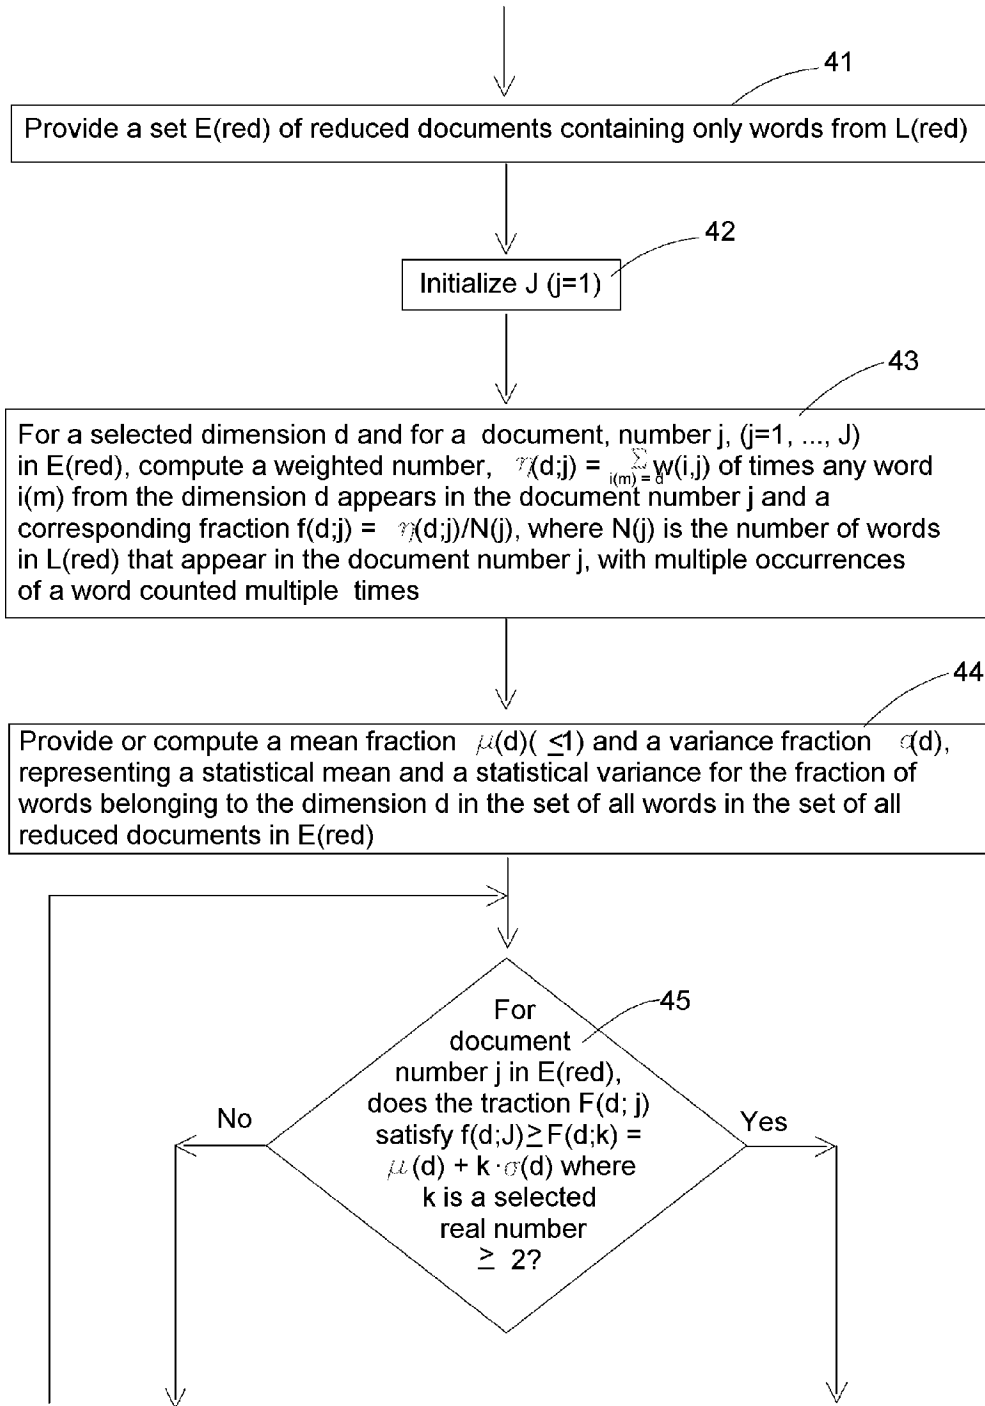 41
Provide a set E(red) of reduced documents containing only words from L(red)
42
Initialize J (j=1)
43
For a selected dimension d and for a document, number j, (j=1, ..., J)
in E(red), compute a weighted number, η(d;j) = Σ w(i,j) of times any word
i(m) = d
i(m) from the dimension d appears in the document number j and a
corresponding fraction f(d;j) = η(d;j)/N(j), where N(j) is the number of words
in L(red) that appear in the document number j, with multiple occurrences
of a word counted multiple times
44
Provide or compute a mean fraction μ(d)( ≤1) and a variance fraction σ(d),
representing a statistical mean and a statistical variance for the fraction of
words belonging to the dimension d in the set of all words in the set of all
reduced documents in E(red)
45
For
document
number j in E(red),
does the traction F(d; j)
satisfy f(d;J) ≥ F(d;k) =
μ(d) + k·σ(d) where
k is a selected
real number
≥ 2?
No
Yes